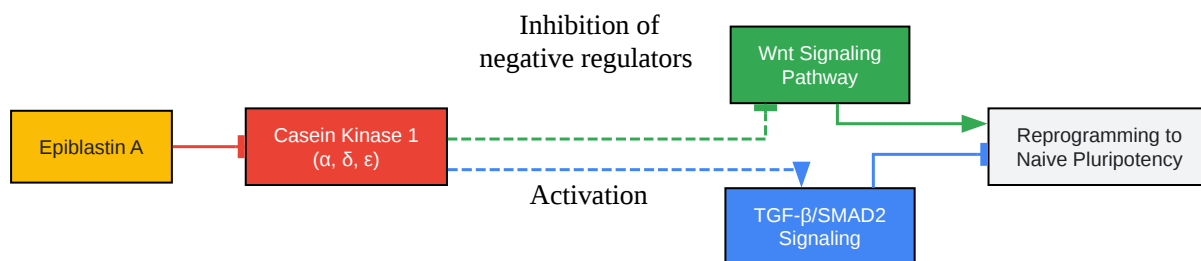 Inhibition of
negative regulators
Wnt Signaling
Pathway
Epiblastin A
Casein Kinase 1
(α, δ, ε)
Reprogramming to
Naive Pluripotency
Activation
TGF-β/SMAD2
Signaling